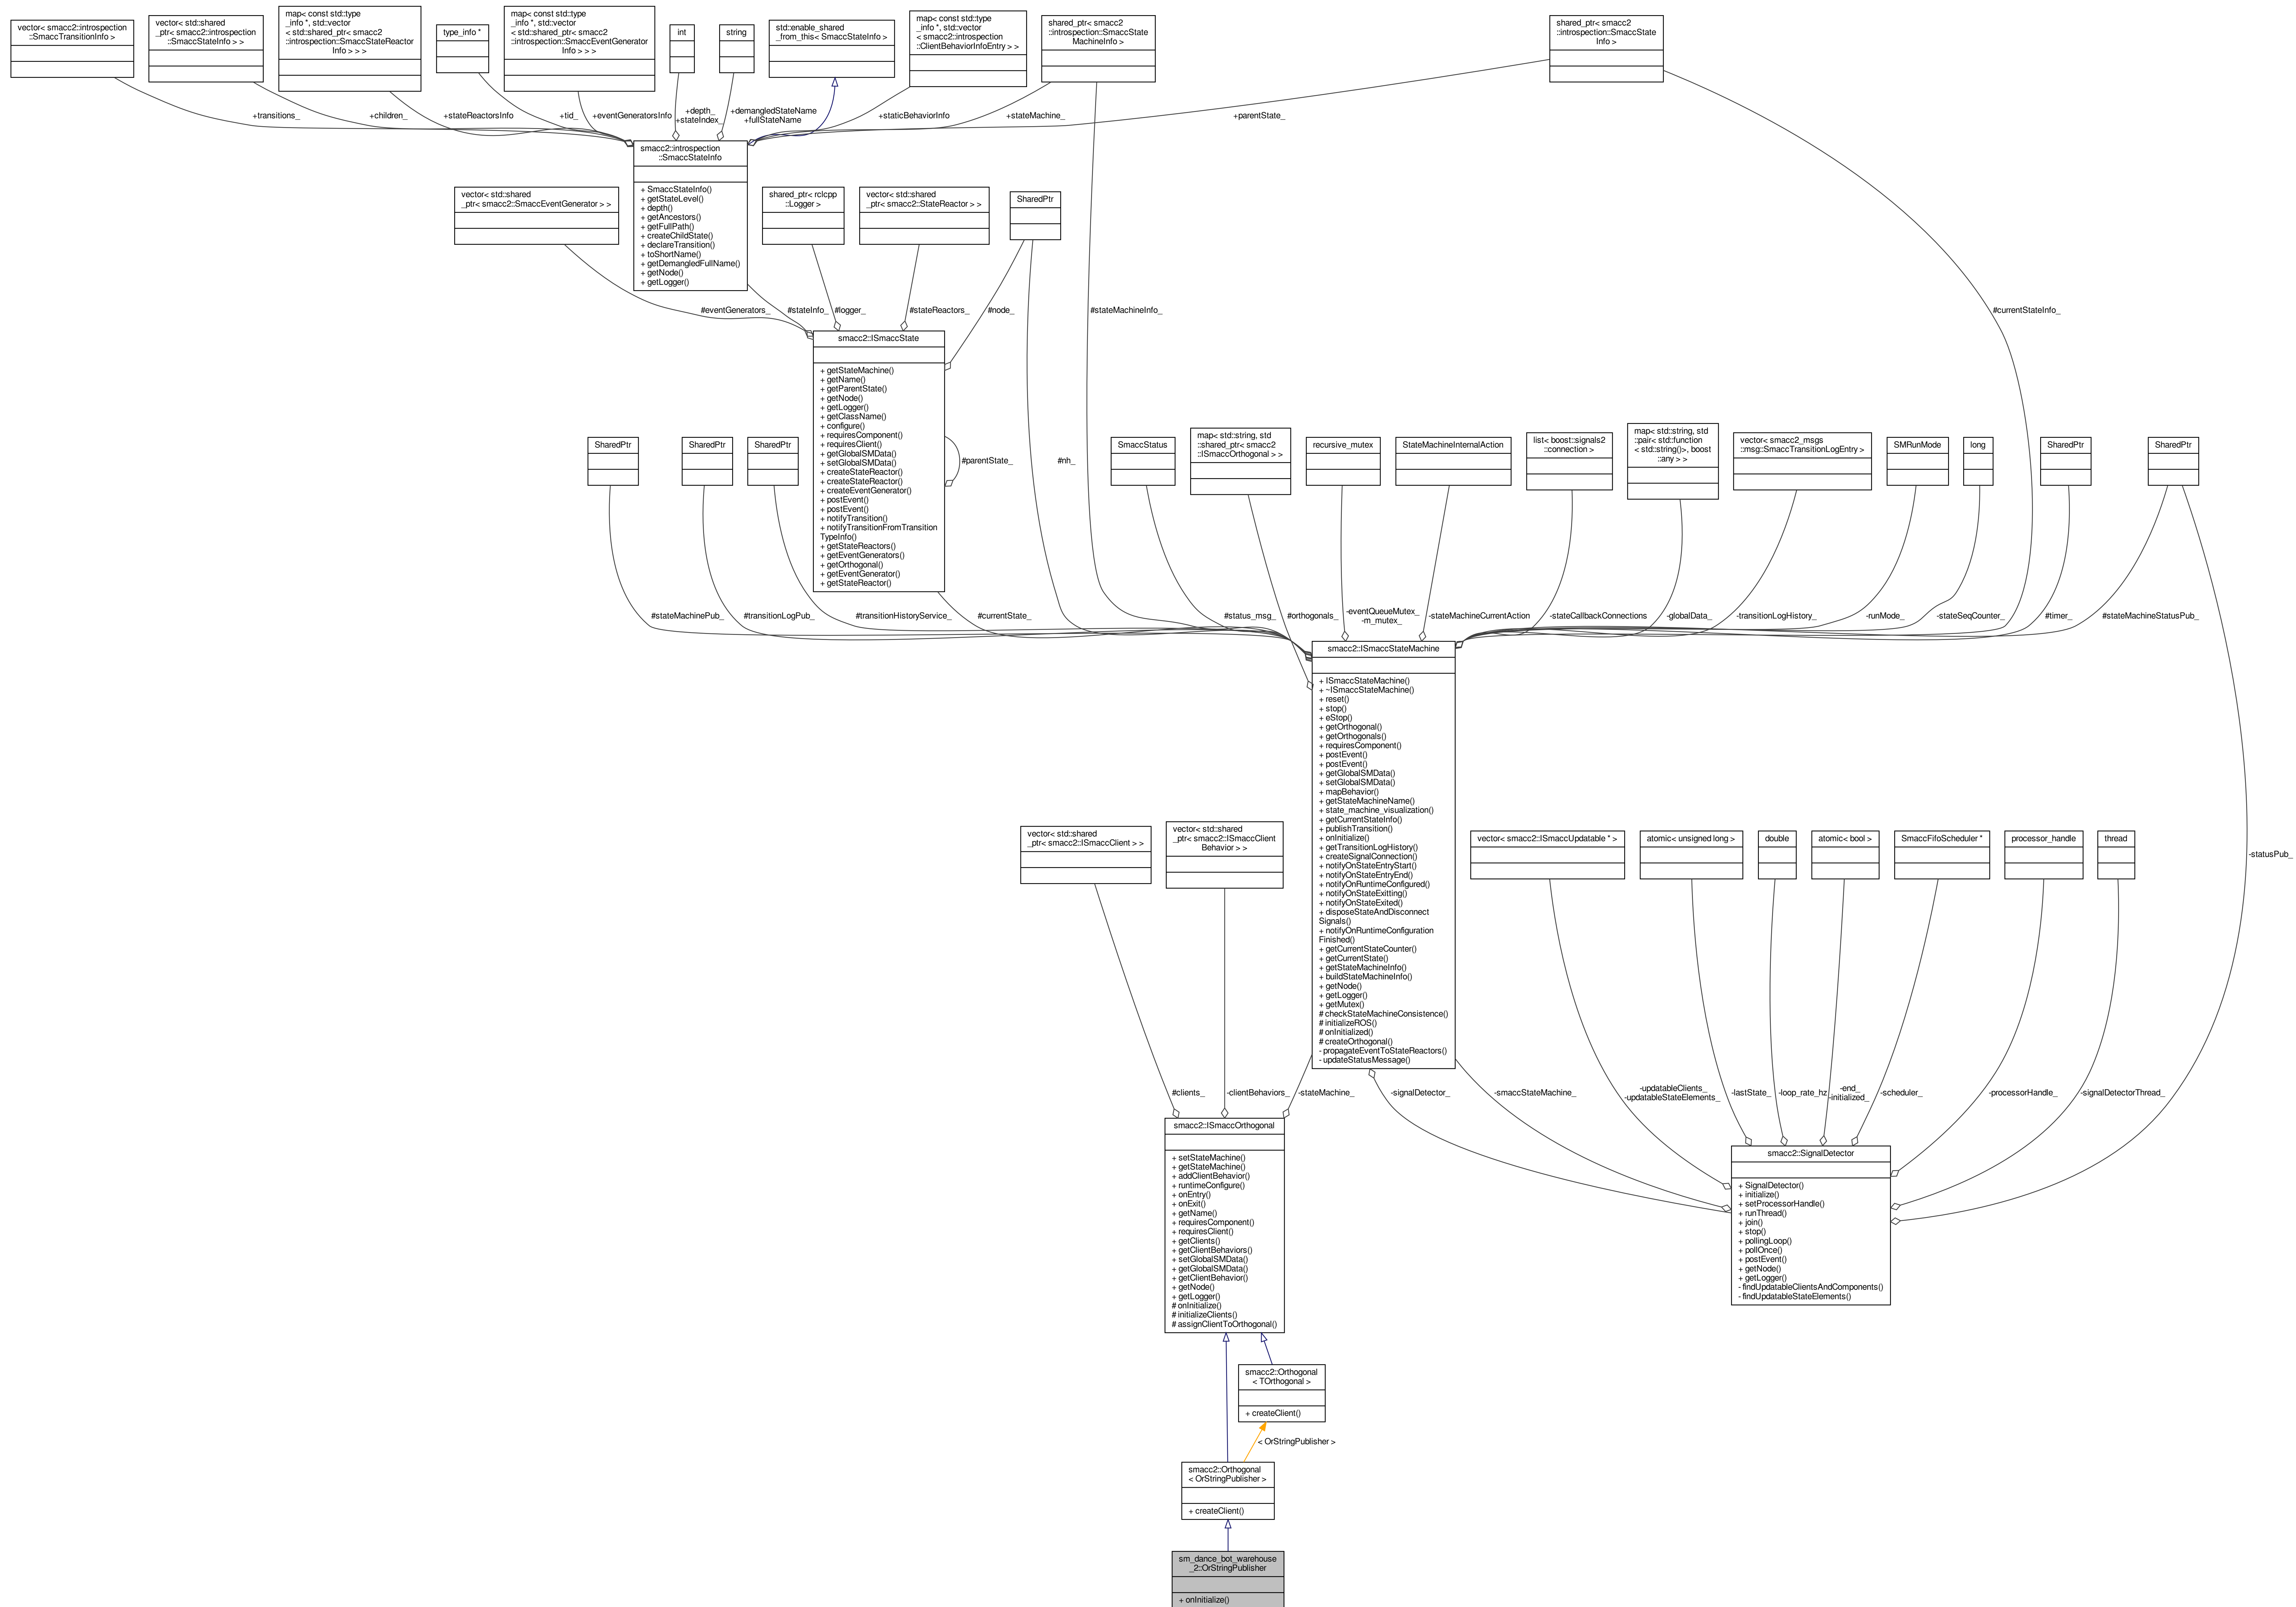 vector< smacc2::introspection
::SmaccTransitionInfo >
vector< std::shared
_ptr< smacc2::introspection
::SmaccStateInfo > >
map< const std::type
_info *, std::vector
< std::shared_ptr< smacc2
::introspection::SmaccStateReactor
Info > > >
type_info *
map< const std::type
_info *, std::vector
< std::shared_ptr< smacc2
::introspection::SmaccEventGenerator
Info > > >
int
string
std::enable_shared
_from_this< SmaccStateInfo >
map< const std::type
_info *, std::vector
< smacc2::introspection
::ClientBehaviorInfoEntry > >
shared_ptr< smacc2
::introspection::SmaccState
MachineInfo >
shared_ptr< smacc2
::introspection::SmaccState
Info >
+transitions_
+children_
+stateReactorsInfo
+tid_
+eventGeneratorsInfo
+depth_
+stateIndex_
+demangledStateName
+fullStateName
+staticBehaviorInfo
+stateMachine_
+parentState_
smacc2::introspection
::SmaccStateInfo
+ SmaccStateInfo()
+ getStateLevel()
+ depth()
+ getAncestors()
+ getFullPath()
+ createChildState()
+ declareTransition()
+ toShortName()
+ getDemangledFullName()
+ getNode()
+ getLogger()
vector< std::shared
_ptr< smacc2::SmaccEventGenerator > >
shared_ptr< rclcpp
::Logger >
vector< std::shared
_ptr< smacc2::StateReactor > >
SharedPtr
#eventGenerators_
#stateInfo_
#logger_
#stateReactors_
#node_
#stateMachineInfo_
#currentStateInfo_
smacc2::ISmaccState
+ getStateMachine()
+ getName()
+ getParentState()
+ getNode()
+ getLogger()
+ getClassName()
+ configure()
+ requiresComponent()
+ requiresClient()
+ getGlobalSMData()
+ setGlobalSMData()
+ createStateReactor()
+ createStateReactor()
+ createEventGenerator()
+ postEvent()
+ postEvent()
+ notifyTransition()
+ notifyTransitionFromTransition
TypeInfo()
+ getStateReactors()
+ getEventGenerators()
+ getOrthogonal()
+ getEventGenerator()
+ getStateReactor()
#parentState_
#nh_
SharedPtr
SharedPtr
SharedPtr
SmaccStatus
map< std::string, std
::shared_ptr< smacc2
::ISmaccOrthogonal > >
recursive_mutex
StateMachineInternalAction
list< boost::signals2
::connection >
map< std::string, std
::pair< std::function
< std::string()>, boost
::any > >
vector< smacc2_msgs
::msg::SmaccTransitionLogEntry >
SMRunMode
long
SharedPtr
SharedPtr
#stateMachinePub_
#transitionLogPub_
#transitionHistoryService_
#currentState_
#status_msg_
#orthogonals_
-eventQueueMutex_
-m_mutex_
-stateMachineCurrentAction
-stateCallbackConnections
-globalData_
-transitionLogHistory_
-runMode_
-stateSeqCounter_
#timer_
#stateMachineStatusPub_
smacc2::ISmaccStateMachine
+ ISmaccStateMachine()
+ ~ISmaccStateMachine()
+ reset()
+ stop()
+ eStop()
+ getOrthogonal()
+ getOrthogonals()
+ requiresComponent()
+ postEvent()
+ postEvent()
+ getGlobalSMData()
+ setGlobalSMData()
+ mapBehavior()
+ getStateMachineName()
+ state_machine_visualization()
+ getCurrentStateInfo()
+ publishTransition()
+ onInitialize()
+ getTransitionLogHistory()
+ createSignalConnection()
+ notifyOnStateEntryStart()
+ notifyOnStateEntryEnd()
+ notifyOnRuntimeConfigured()
+ notifyOnStateExitting()
+ notifyOnStateExited()
+ disposeStateAndDisconnect
Signals()
+ notifyOnRuntimeConfiguration
Finished()
+ getCurrentStateCounter()
+ getCurrentState()
+ getStateMachineInfo()
+ buildStateMachineInfo()
+ getNode()
+ getLogger()
+ getMutex()
# checkStateMachineConsistence()
# initializeROS()
# onInitialized()
# createOrthogonal()
- propagateEventToStateReactors()
- updateStatusMessage()
vector< std::shared
_ptr< smacc2::ISmaccClient > >
vector< std::shared
_ptr< smacc2::ISmaccClient
Behavior > >
vector< smacc2::ISmaccUpdatable * >
atomic< unsigned long >
double
atomic< bool >
SmaccFifoScheduler *
processor_handle
thread
-statusPub_
#clients_
-clientBehaviors_
-stateMachine_
-signalDetector_
-smaccStateMachine_
-updatableClients_
-updatableStateElements_
-lastState_
-loop_rate_hz
-end_
-initialized_
-scheduler_
-processorHandle_
-signalDetectorThread_
smacc2::ISmaccOrthogonal
+ setStateMachine()
+ getStateMachine()
+ addClientBehavior()
+ runtimeConfigure()
+ onEntry()
+ onExit()
+ getName()
+ requiresComponent()
+ requiresClient()
+ getClients()
+ getClientBehaviors()
+ setGlobalSMData()
+ getGlobalSMData()
+ getClientBehavior()
+ getNode()
+ getLogger()
# onInitialize()
# initializeClients()
# assignClientToOrthogonal()
smacc2::SignalDetector
+ SignalDetector()
+ initialize()
+ setProcessorHandle()
+ runThread()
+ join()
+ stop()
+ pollingLoop()
+ pollOnce()
+ postEvent()
+ getNode()
+ getLogger()
- findUpdatableClientsAndComponents()
- findUpdatableStateElements()
smacc2::Orthogonal
< TOrthogonal >
+ createClient()
< OrStringPublisher >
smacc2::Orthogonal
< OrStringPublisher >
+ createClient()
sm_dance_bot_warehouse
_2::OrStringPublisher
+ onInitialize()